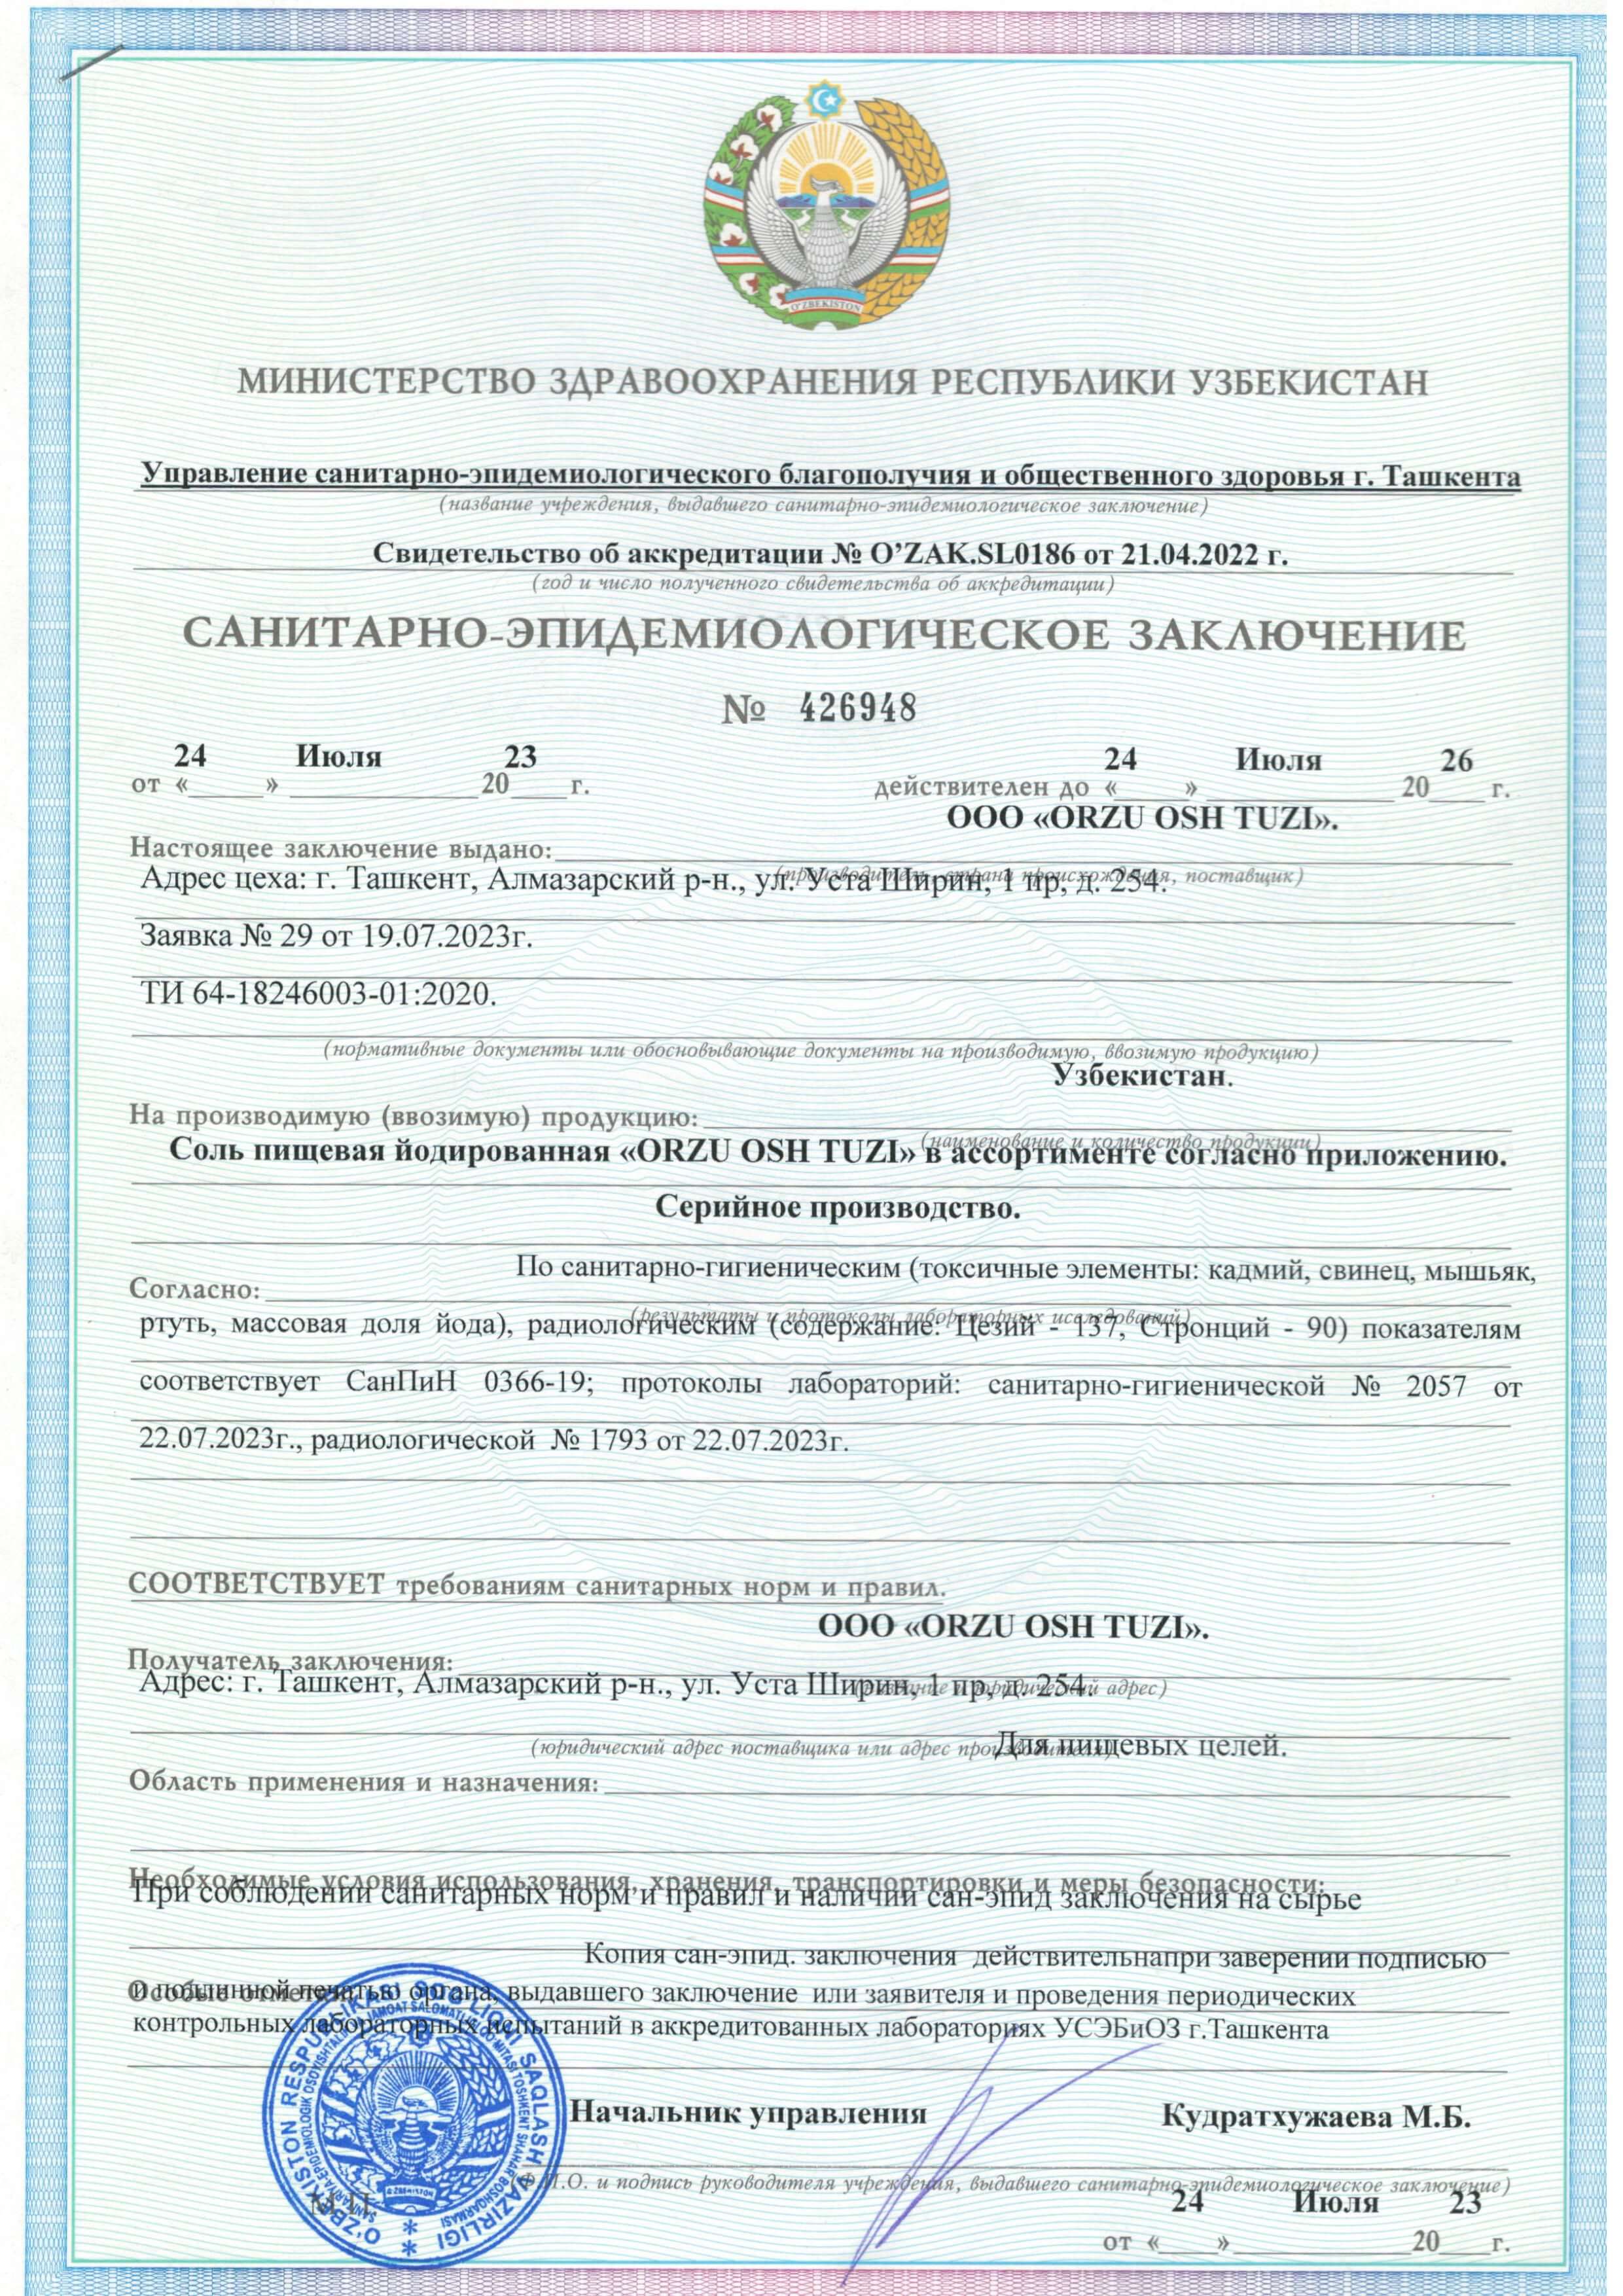 O'ZBEKISTON
МИНИСТЕРСТВО ЗДРАВООХРАНЕНИЯ РЕСПУБЛИКИ УЗБЕКИСТАН
Управление санитарно-эпидемиологического благополучия и общественного здоровья г. Ташкента
(название учреждения, выдавшего санитарно-эпидемиологическое заключение)
Свидетельство об аккредитации № O’ZAK.SL0186 от 21.04.2022 г.
(год и число полученного свидетельства об аккредитации)
САНИТАРНО-ЭПИДЕМИОЛОГИЧЕСКОЕ ЗАКЛЮЧЕНИЕ
№ 426948
от « 24 » Июля 20 23 г. действителен до « 24 » Июля 20 26 г.
ООО «ORZU OSH TUZI».
Настоящее заключение выдано:
(производитель, страна происхождения, поставщик)
Адрес цеха: г. Ташкент, Алмазарский р-н., ул. Уста Ширин, 1 пр, д. 254.
Заявка № 29 от 19.07.2023г.
ТИ 64-18246003-01:2020.
(нормативные документы или обосновывающие документы на производимую, ввозимую продукцию)
Узбекистан.
На производимую (ввозимую) продукцию:
(наименование и количество продукции)
Соль пищевая йодированная «ORZU OSH TUZI» в ассортименте согласно приложению.
Серийное производство.
По санитарно-гигиеническим (токсичные элементы: кадмий, свинец, мышьяк,
Согласно:
(результаты и протоколы лабораторных исследований)
ртуть, массовая доля йода), радиологическим (содержание: Цезий - 137, Стронций - 90) показателям
соответствует СанПиН 0366-19; протоколы лабораторий: санитарно-гигиенической № 2057 от
22.07.2023г., радиологической № 1793 от 22.07.2023г.
СООТВЕТСТВУЕТ требованиям санитарных норм и правил.
ООО «ORZU OSH TUZI».
Получатель заключения:
Адрес: г. Ташкент, Алмазарский р-н., ул. Уста Ширин, 1 пр, д. 254.
адрес)
(юридический адрес поставщика или адрес производителя)
Для пищевых целей.
Область применения и назначения:
Необходимые условия использования, хранения, транспортировки и меры безопасности:
При соблюдении санитарных норм и правил и наличии сан-эпид заключения на сырье
Копия сан-эпид. заключения действительнапри заверении подписью
Особые отметки:
и подлинной печатью органа, выдавшего заключение или заявителя и проведения периодических
контрольных лабораторных испытаний в аккредитованных лабораториях УСЭБиОЗ г.Ташкента
O'ZBEKISTON RESPUBLIKASI SOG'LIQNI SAQLASH VAZIRLIGI
Начальник управления Кудратхужаева М.Б.
(Ф.И.О. и подпись руководителя учреждения, выдавшего санитарно-эпидемиологическое заключение)
М.П.
от « 24 » Июля 20 23 г.